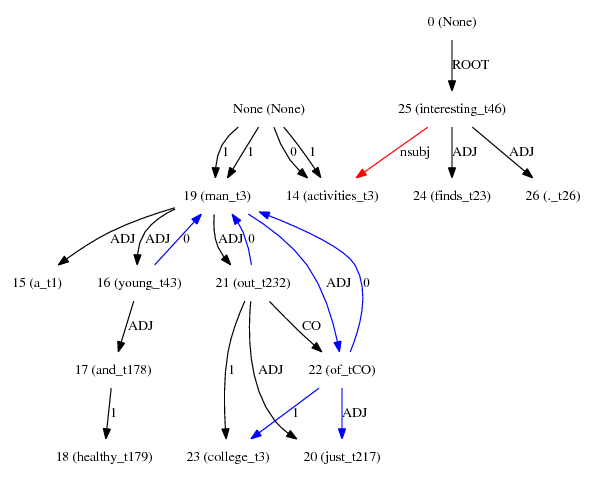 0 (None)
ROOT
None (None)
25 (interesting_t46)
1 1 0 1 nsubj ADJ ADJ
19 (man_t3) 14 (activities_t3) 24 (finds_t23) 26 (._t26)
ADJ ADJ 0 ADJ 0 ADJ 0
15 (a_t1) 16 (young_t43) 21 (out_t232)
ADJ CO
17 (and_t178) 22 (of_tCO)
1 1 ADJ 1 ADJ
18 (healthy_t179) 23 (college_t3) 20 (just_t217)